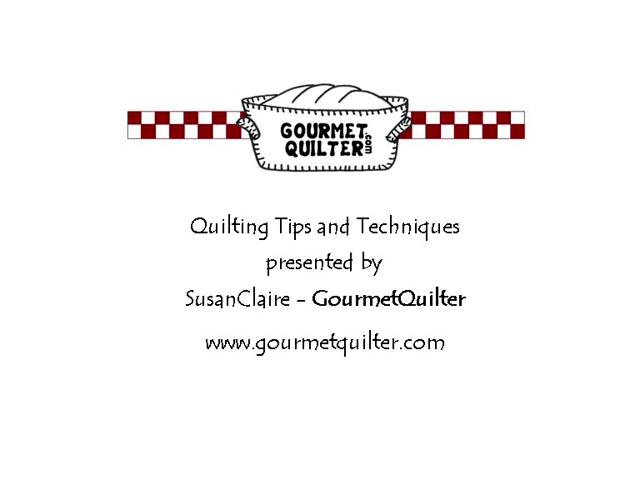 GOURMET
QUILTER.com
Quilting Tips and Techniques
presented by
SusanClaire - GourmetQuilter
www.gourmetquilter.com